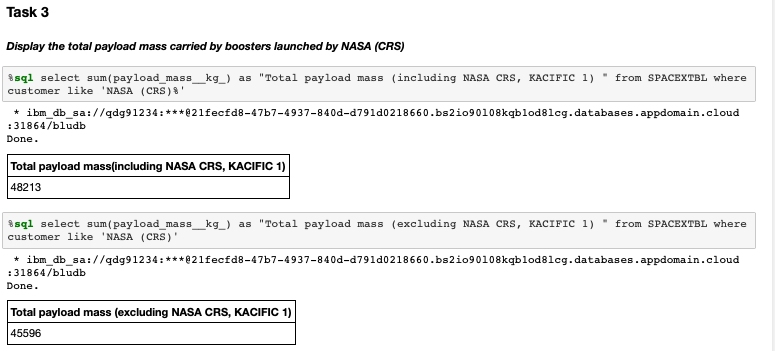 Task 3
Display the total payload mass carried by boosters launched by NASA (CRS)
%sql select sum(payload_mass__kg_) as "Total payload mass (including NASA CRS, KACIFIC 1) " from SPACEXTBL where
customer like 'NASA (CRS)%'
* ibm_db_sa://qdg91234:***@21fecfd8-47b7-4937-840d-d791d0218660.bs2io90l08kqb1od8lcg.databases.appdomain.cloud
:31864/bludb
Done.
Total payload mass(including NASA CRS, KACIFIC 1)
48213
%sql select sum(payload_mass__kg_) as "Total payload mass (excluding NASA CRS, KACIFIC 1) " from SPACEXTBL where
customer like 'NASA (CRS)'
* ibm_db_sa://qdg91234:***@21fecfd8-47b7-4937-840d-d791d0218660.bs2io90l08kqb1od8lcg.databases.appdomain.cloud
:31864/bludb
Done.
Total payload mass (excluding NASA CRS, KACIFIC 1)
45596